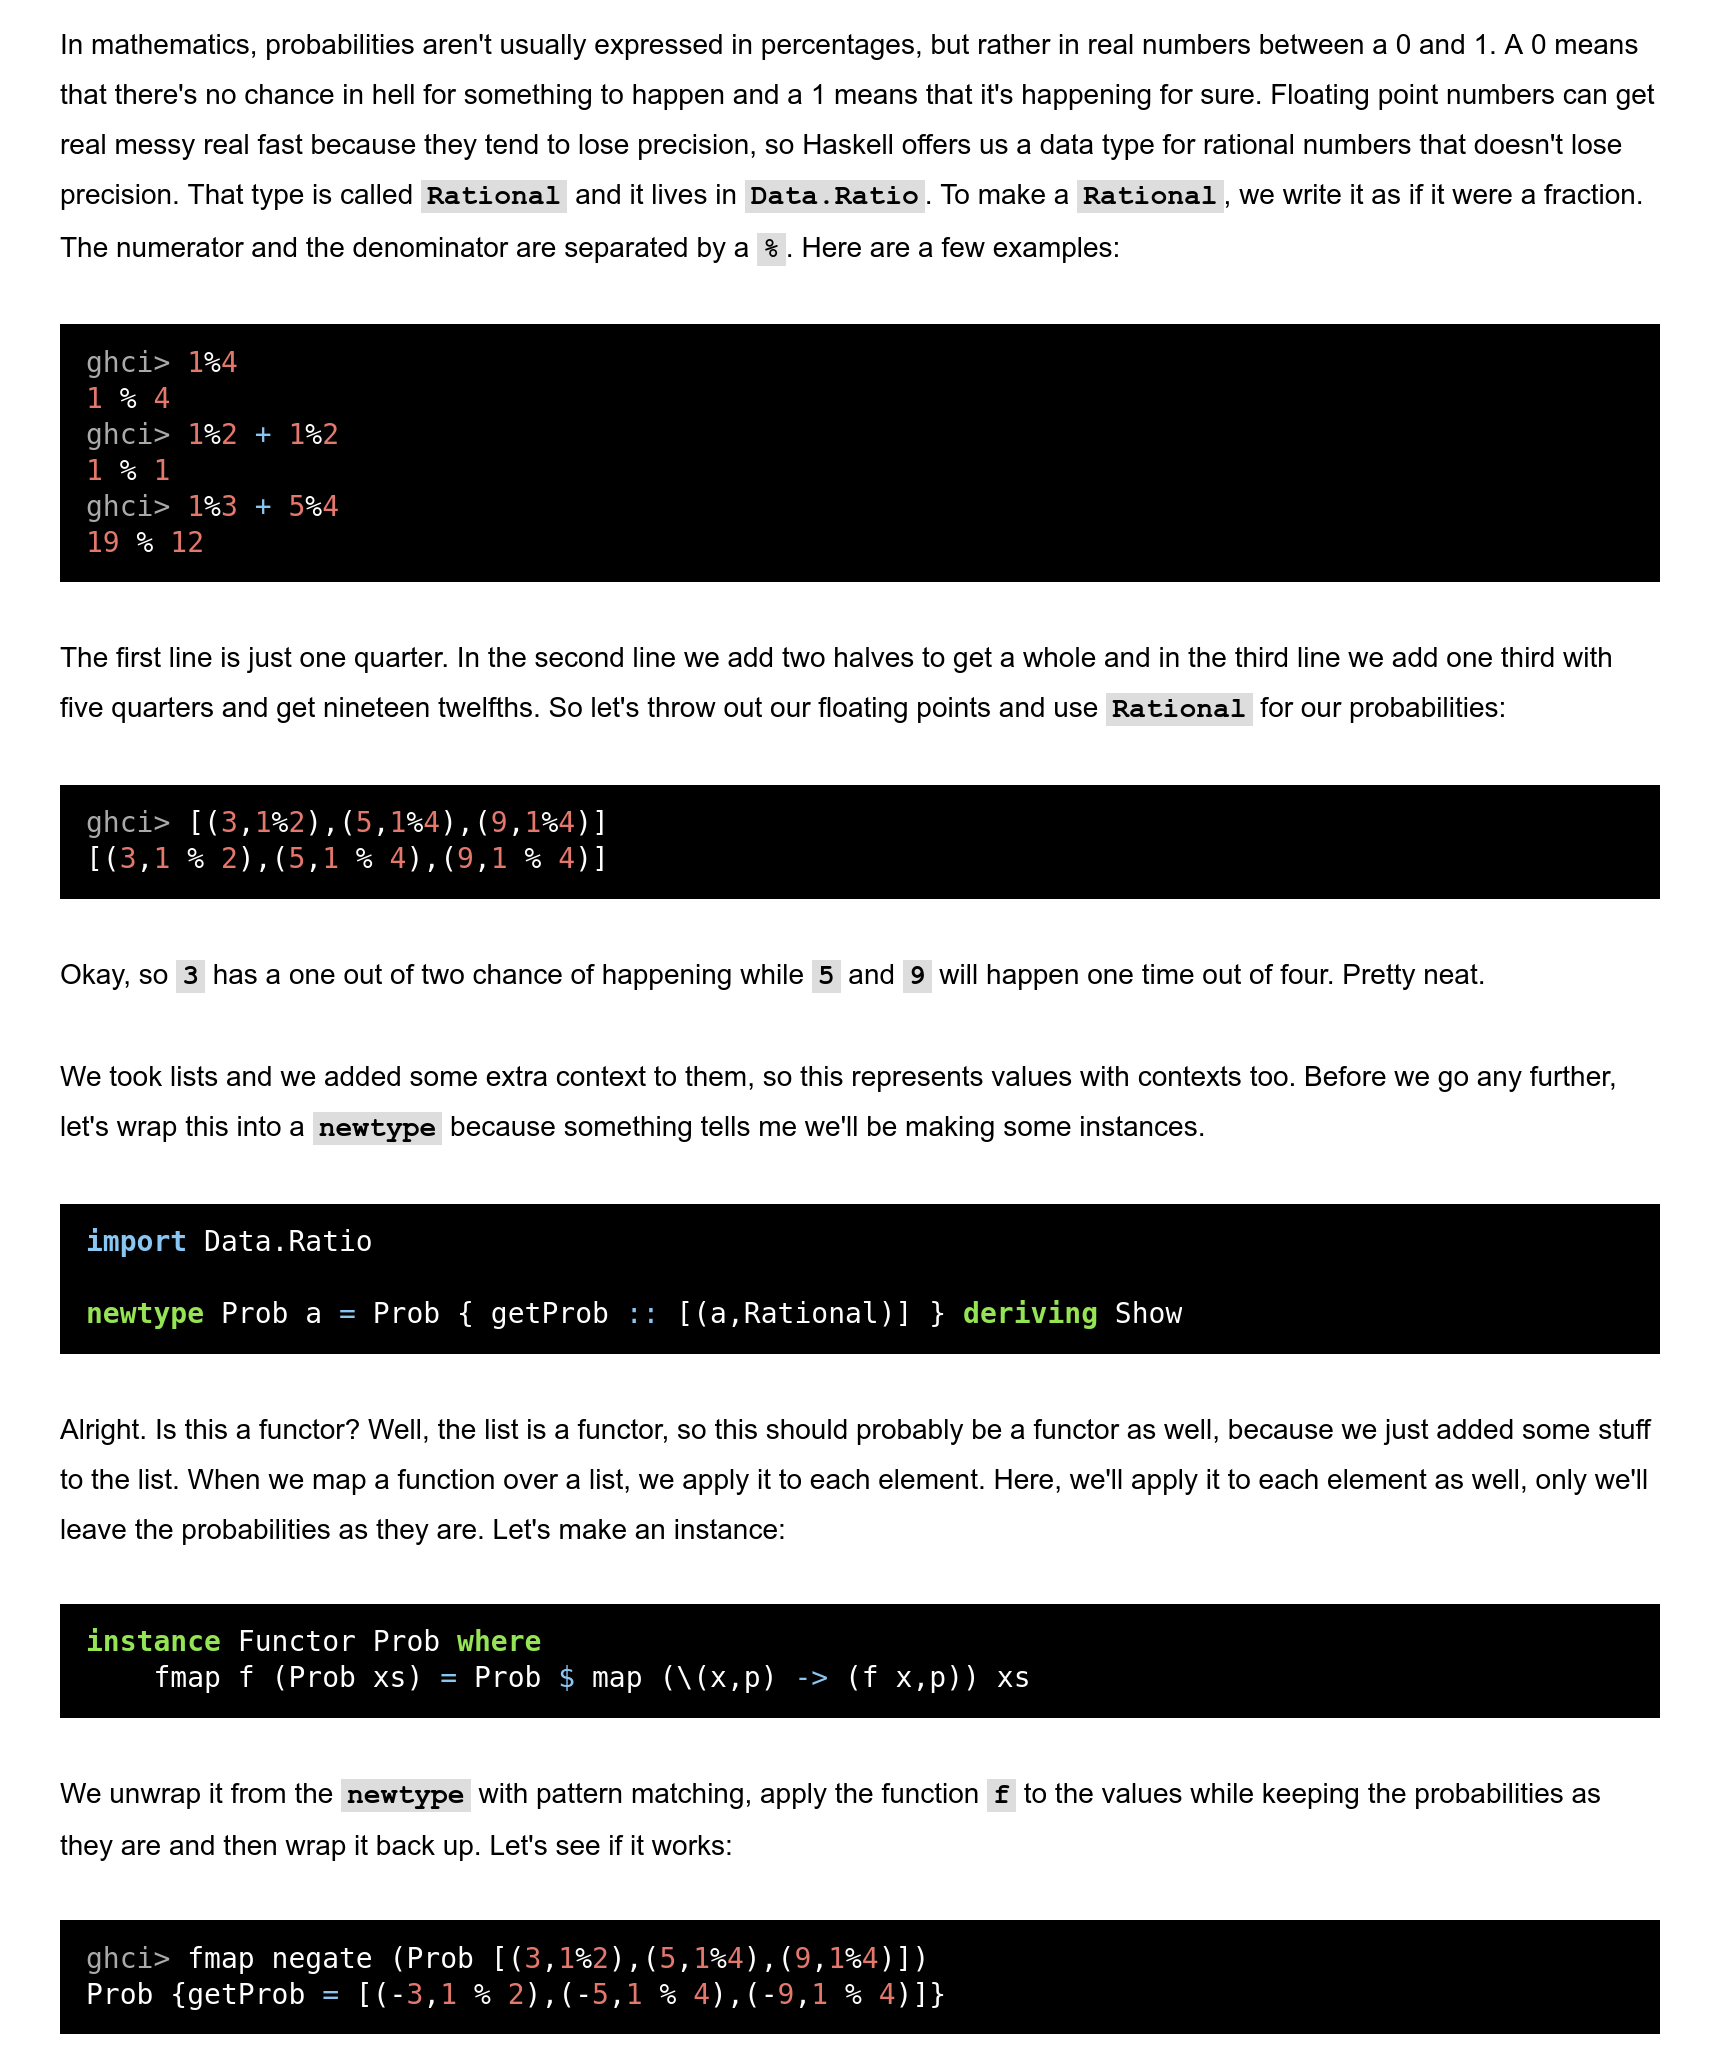 In mathematics, probabilities aren't usually expressed in percentages, but rather in real numbers between a 0 and 1. A 0 means
that there's no chance in hell for something to happen and a 1 means that it's happening for sure. Floating point numbers can get
real messy real fast because they tend to lose precision, so Haskell offers us a data type for rational numbers that doesn't lose
precision. That type is called Rational and it lives in Data.Ratio. To make a Rational, we write it as if it were a fraction.
The numerator and the denominator are separated by a %. Here are a few examples:
ghci> 1%4
1 % 4
ghci> 1%2 + 1%2
1 % 1
ghci> 1%3 + 5%4
19 % 12
The first line is just one quarter. In the second line we add two halves to get a whole and in the third line we add one third with
five quarters and get nineteen twelfths. So let's throw out our floating points and use Rational for our probabilities:
ghci> [(3,1%2),(5,1%4),(9,1%4)]
[(3,1 % 2),(5,1 % 4),(9,1 % 4)]
Okay, so 3 has a one out of two chance of happening while 5 and 9 will happen one time out of four. Pretty neat.
We took lists and we added some extra context to them, so this represents values with contexts too. Before we go any further,
let's wrap this into a newtype because something tells me we'll be making some instances.
import Data.Ratio
newtype Prob a = Prob { getProb :: [(a,Rational)] } deriving Show
Alright. Is this a functor? Well, the list is a functor, so this should probably be a functor as well, because we just added some stuff
to the list. When we map a function over a list, we apply it to each element. Here, we'll apply it to each element as well, only we'll
leave the probabilities as they are. Let's make an instance:
instance Functor Prob where
    fmap f (Prob xs) = Prob $ map (\(x,p) -> (f x,p)) xs
We unwrap it from the newtype with pattern matching, apply the function f to the values while keeping the probabilities as
they are and then wrap it back up. Let's see if it works:
ghci> fmap negate (Prob [(3,1%2),(5,1%4),(9,1%4)])
Prob {getProb = [(-3,1 % 2),(-5,1 % 4),(-9,1 % 4)]}